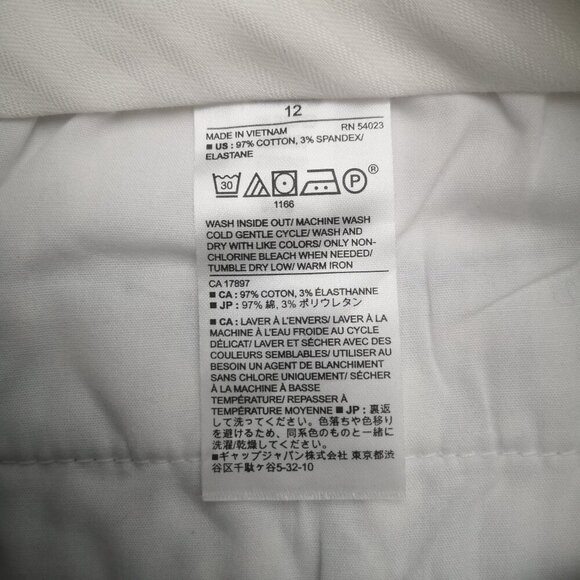 12
MADE IN VIETNAM RN 54023
■ US : 97% COTTON, 3% SPANDEX/
ELASTANE
30 P
1166
WASH INSIDE OUT/ MACHINE WASH
COLD GENTLE CYCLE/ WASH AND
DRY WITH LIKE COLORS/ ONLY NON-
CHLORINE BLEACH WHEN NEEDED/
TUMBLE DRY LOW/ WARM IRON
CA 17897
■ CA : 97% COTON, 3% ÉLASTHANNE
■ JP : 97% 綿, 3% ポリウレタン
■ CA : LAVER À L'ENVERS/ LAVER À LA
MACHINE À L'EAU FROIDE AU CYCLE
DÉLICAT/ LAVER ET SÉCHER AVEC DES
COULEURS SEMBLABLES/ UTILISER AU
BESOIN UN AGENT DE BLANCHIMENT
SANS CHLORE UNIQUEMENT/ SÉCHER
À LA MACHINE À BASSE
TEMPÉRATURE/ REPASSER À
TEMPÉRATURE MOYENNE ■ JP : 裏返
して洗ってください。色落ちや色移り
を避けるため、同系色のものと一緒に
洗濯/乾燥してください。
■ギャップジャパン株式会社 東京都渋
谷区千駄ヶ谷5-32-10